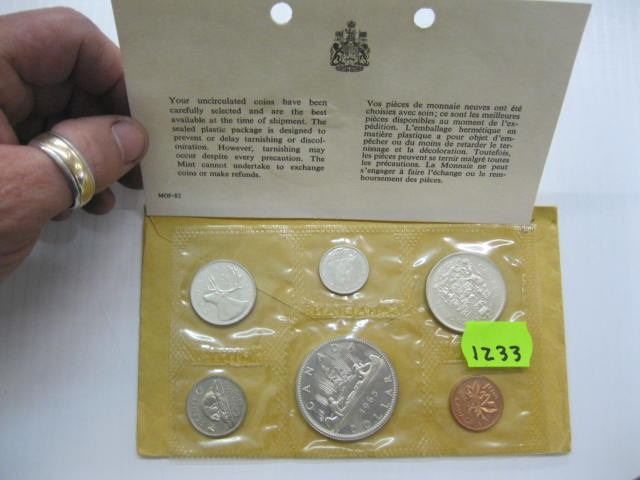 Your uncirculated coins have been
carefully selected and are the best
available at the time of shipment. The
sealed plastic package is designed to
prevent or delay tarnishing or discol-
ouration. However, tarnishing may
occur despite every precaution. The
Mint cannot undertake to exchange
coins or make refunds.
MOF-82
Vos pièces de monnaie neuves ont été
choisies avec soin; ce sont les meilleures
pièces disponibles au moment de l'ex-
pédition. L'emballage hermétique en
matière plastique a pour objet d'em-
pêcher ou du moins de retarder le ter-
nissage et la décoloration. Toutefois,
les pièces peuvent se ternir malgré toutes
les précautions. La Monnaie ne peut
s'engager à faire l'échange ou le rem-
boursement des pièces.
1233
CANADA
1965
DOLLAR